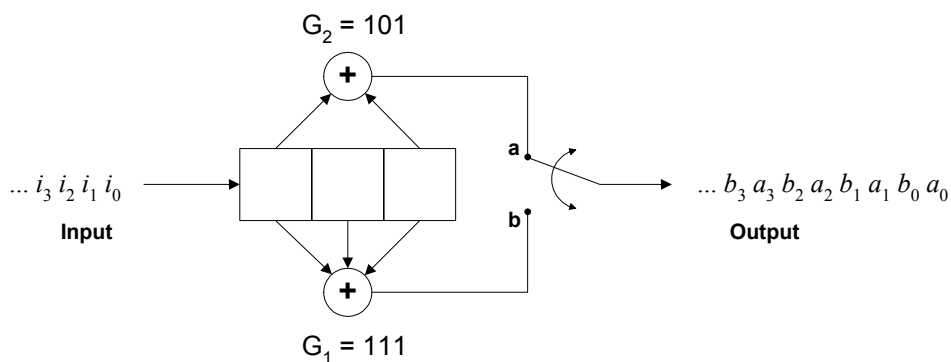 G₂ = 101
+
a
... i₃ i₂ i₁ i₀
... b₃ a₃ b₂ a₂ b₁ a₁ b₀ a₀
b
Input
Output
+
G₁ = 111